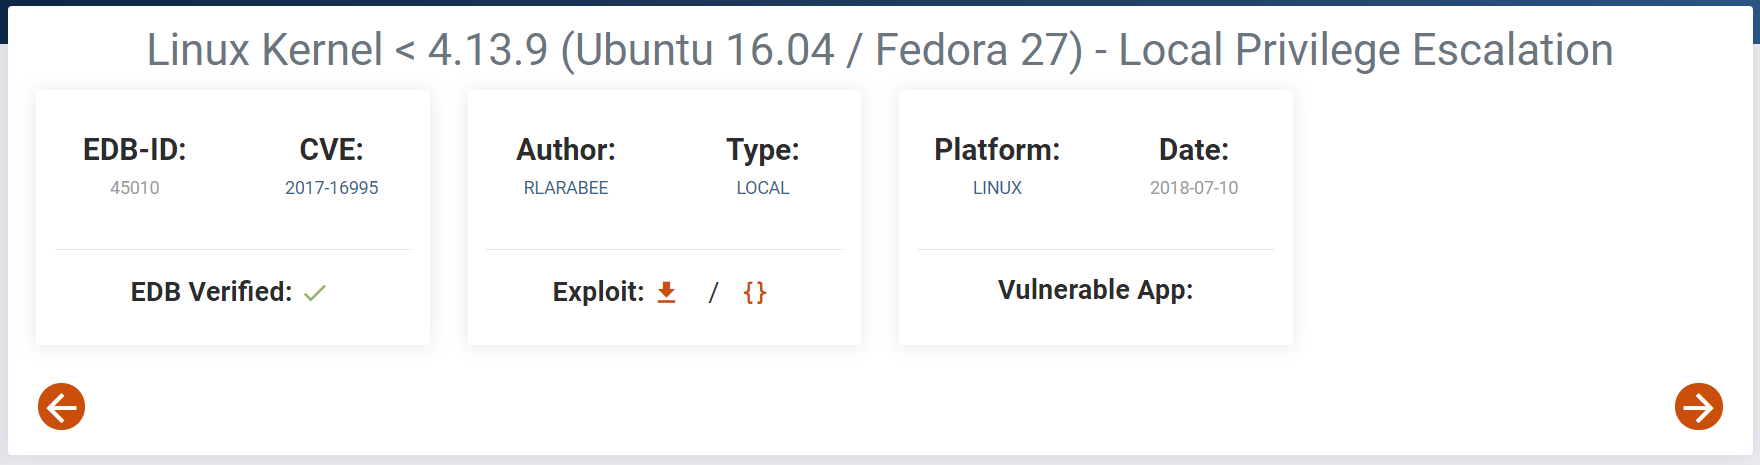 Linux Kernel < 4.13.9 (Ubuntu 16.04 / Fedora 27) - Local Privilege Escalation
EDB-ID:
45010
CVE:
2017-16995
EDB Verified:
Author:
RLARABEE
Type:
LOCAL
Exploit: / {}
Platform:
LINUX
Date:
2018-07-10
Vulnerable App: